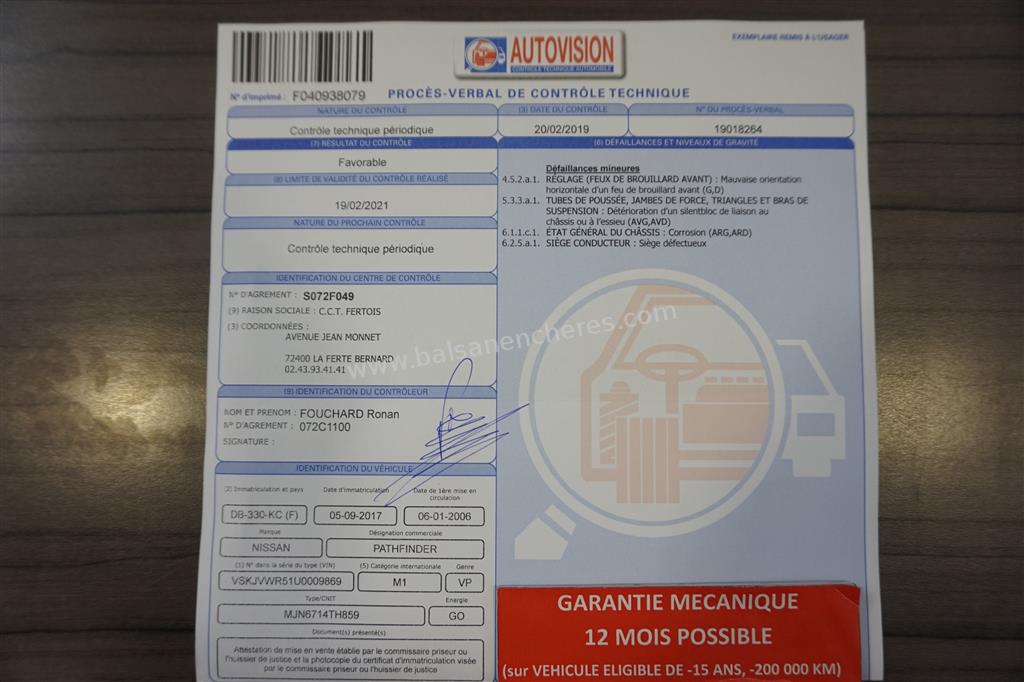 AUTOVISION
CONTROLE TECHNIQUE AUTOMOBILE
EXEMPLAIRE REMIS À L'USAGER
N° d'imprimé : F040938079
PROCÈS-VERBAL DE CONTRÔLE TECHNIQUE
NATURE DU CONTRÔLE
Contrôle technique périodique
(3) DATE DU CONTRÔLE
20/02/2019
N° DU PROCÈS-VERBAL
19018264
(7) RÉSULTAT DU CONTRÔLE
Favorable
(8) LIMITE DE VALIDITÉ DU CONTRÔLE RÉALISÉ
19/02/2021
NATURE DU PROCHAIN CONTRÔLE
Contrôle technique périodique
IDENTIFICATION DU CENTRE DE CONTRÔLE
N° D'AGREMENT : S072F049
(9) RAISON SOCIALE : C.C.T. FERTOIS
(3) COORDONNÉES :
AVENUE JEAN MONNET
72400 LA FERTE BERNARD
02.43.93.41.41
(9) IDENTIFICATION DU CONTRÔLEUR
NOM ET PRENOM : FOUCHARD Ronan
N° D'AGREMENT : 072C1100
SIGNATURE :
IDENTIFICATION DU VÉHICULE
(2) Immatriculation et pays
Date d'immatriculation
Date de 1ère mise en
circulation
DB-330-KC (F)
05-09-2017
06-01-2006
Marque
Désignation commerciale
NISSAN
PATHFINDER
(1) N° dans la série du type (VIN)
(5) Catégorie internationale
Genre
VSKJVWR51U0009869
M1
VP
Type/CNIT
Energie
MJN6714TH859
GO
Document(s) présenté(s)
Attestation de mise en vente établie par le commissaire priseur ou
l'huissier de justice et la photocopie du certificat d'immatriculation visée
par le commissaire priseur ou l'huissier de justice
(6) DÉFAILLANCES ET NIVEAUX DE GRAVITÉ
Défaillances mineures
4.5.2.a.1. RÉGLAGE (FEUX DE BROUILLARD AVANT) : Mauvaise orientation
horizontale d'un feu de brouillard avant (G,D)
5.3.3.a.1. TUBES DE POUSSÉE, JAMBES DE FORCE, TRIANGLES ET BRAS DE
SUSPENSION : Détérioration d'un silentbloc de liaison au
châssis ou à l'essieu (AVG,AVD)
6.1.1.c.1. ÉTAT GÉNÉRAL DU CHÂSSIS : Corrosion (ARG,ARD)
6.2.5.a.1. SIÈGE CONDUCTEUR : Siège défectueux
www.balsanencheres.com
GARANTIE MECANIQUE
12 MOIS POSSIBLE
(sur VEHICULE ELIGIBLE DE -15 ANS, -200 000 KM)